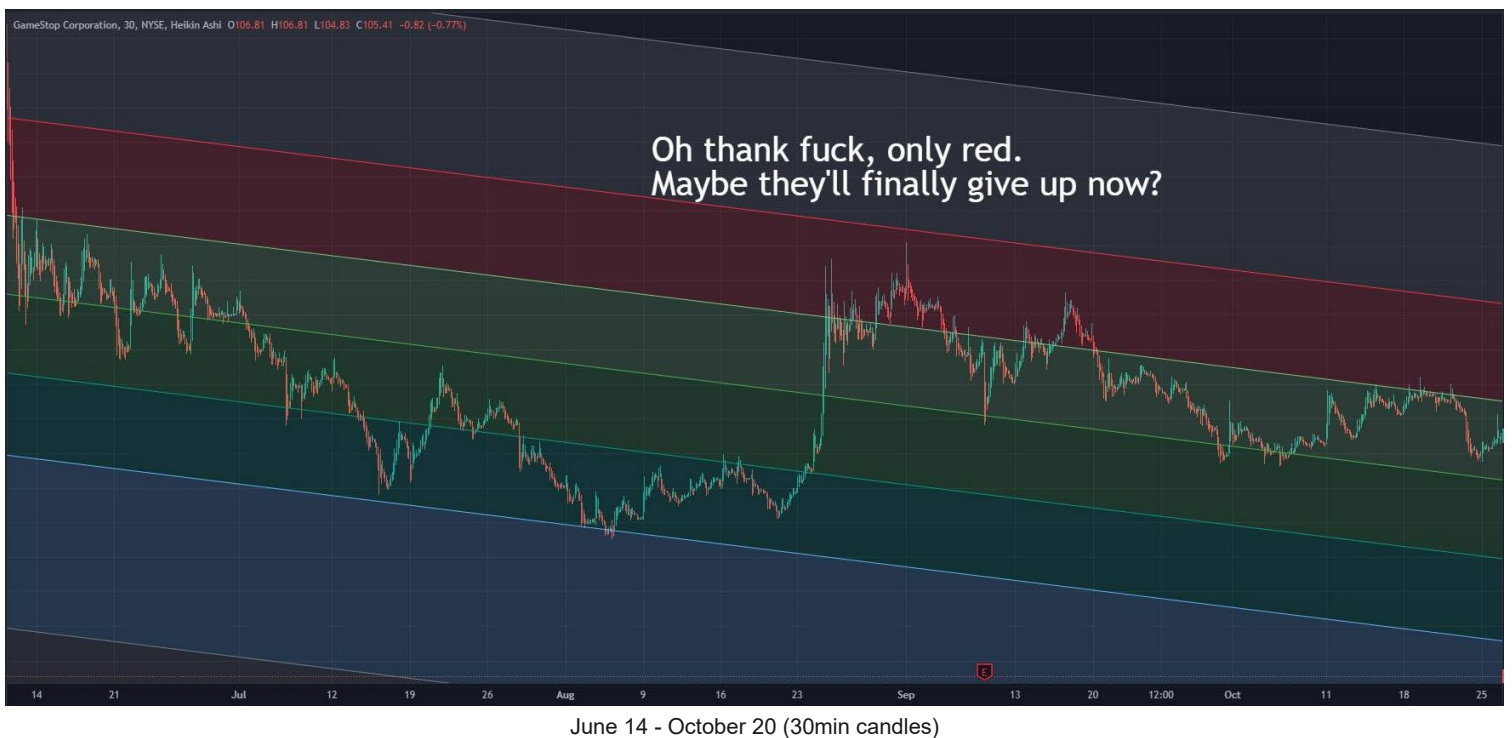 GameStop Corporation, 30, NYSE, Heikin Ashi O106.81 H106.81 L104.83 C105.41 −0.82 (−0.77%)
Oh thank fuck, only red.
Maybe they'll finally give up now?
E
14 21 Jul 12 19 26 Aug 9 16 23 Sep 13 20 12:00 Oct 11 18 25
June 14 - October 20 (30min candles)